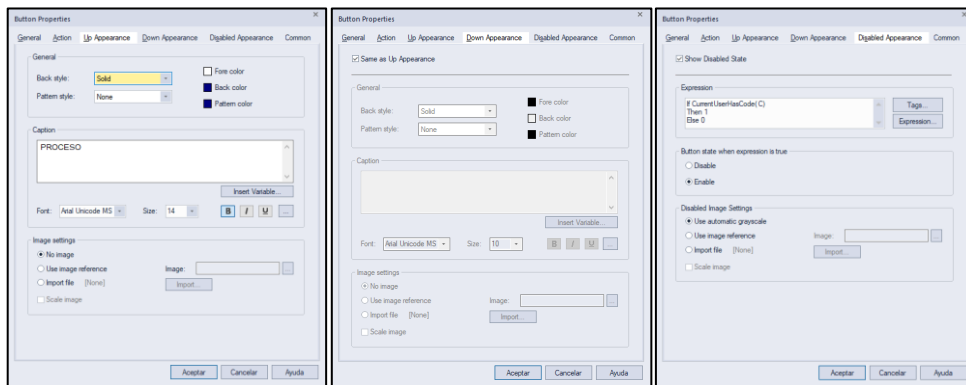 Button Properties
General Action Up Appearance Down Appearance Disabled Appearance Common
General
Back style: Solid
Pattern style: None
Fore color
Back color
Pattern color
Caption
PROCESO
Insert Variable...
Font: Arial Unicode MS Size: 14 B I U ...
Image settings
No image
Use image reference Image: ...
Import file [None] Import...
Scale image
Aceptar Cancelar Ayuda
Button Properties
General Action Up Appearance Down Appearance Disabled Appearance Common
Same as Up Appearance
General
Back style: Solid
Pattern style: None
Fore color
Back color
Pattern color
Caption
Insert Variable...
Font: Arial Unicode MS Size: 10 B I U ...
Image settings
No image
Use image reference Image: ...
Import file [None] Import...
Scale image
Aceptar Cancelar Ayuda
Button Properties
General Action Up Appearance Down Appearance Disabled Appearance Common
Show Disabled State
Expression
If CurrentUserHasCode( C)
Then 1
Else 0
Tags...
Expression...
Button state when expression is true
Disable
Enable
Disabled Image Settings
Use automatic grayscale
Use image reference Image: ...
Import file [None] Import...
Scale image
Aceptar Cancelar Ayuda